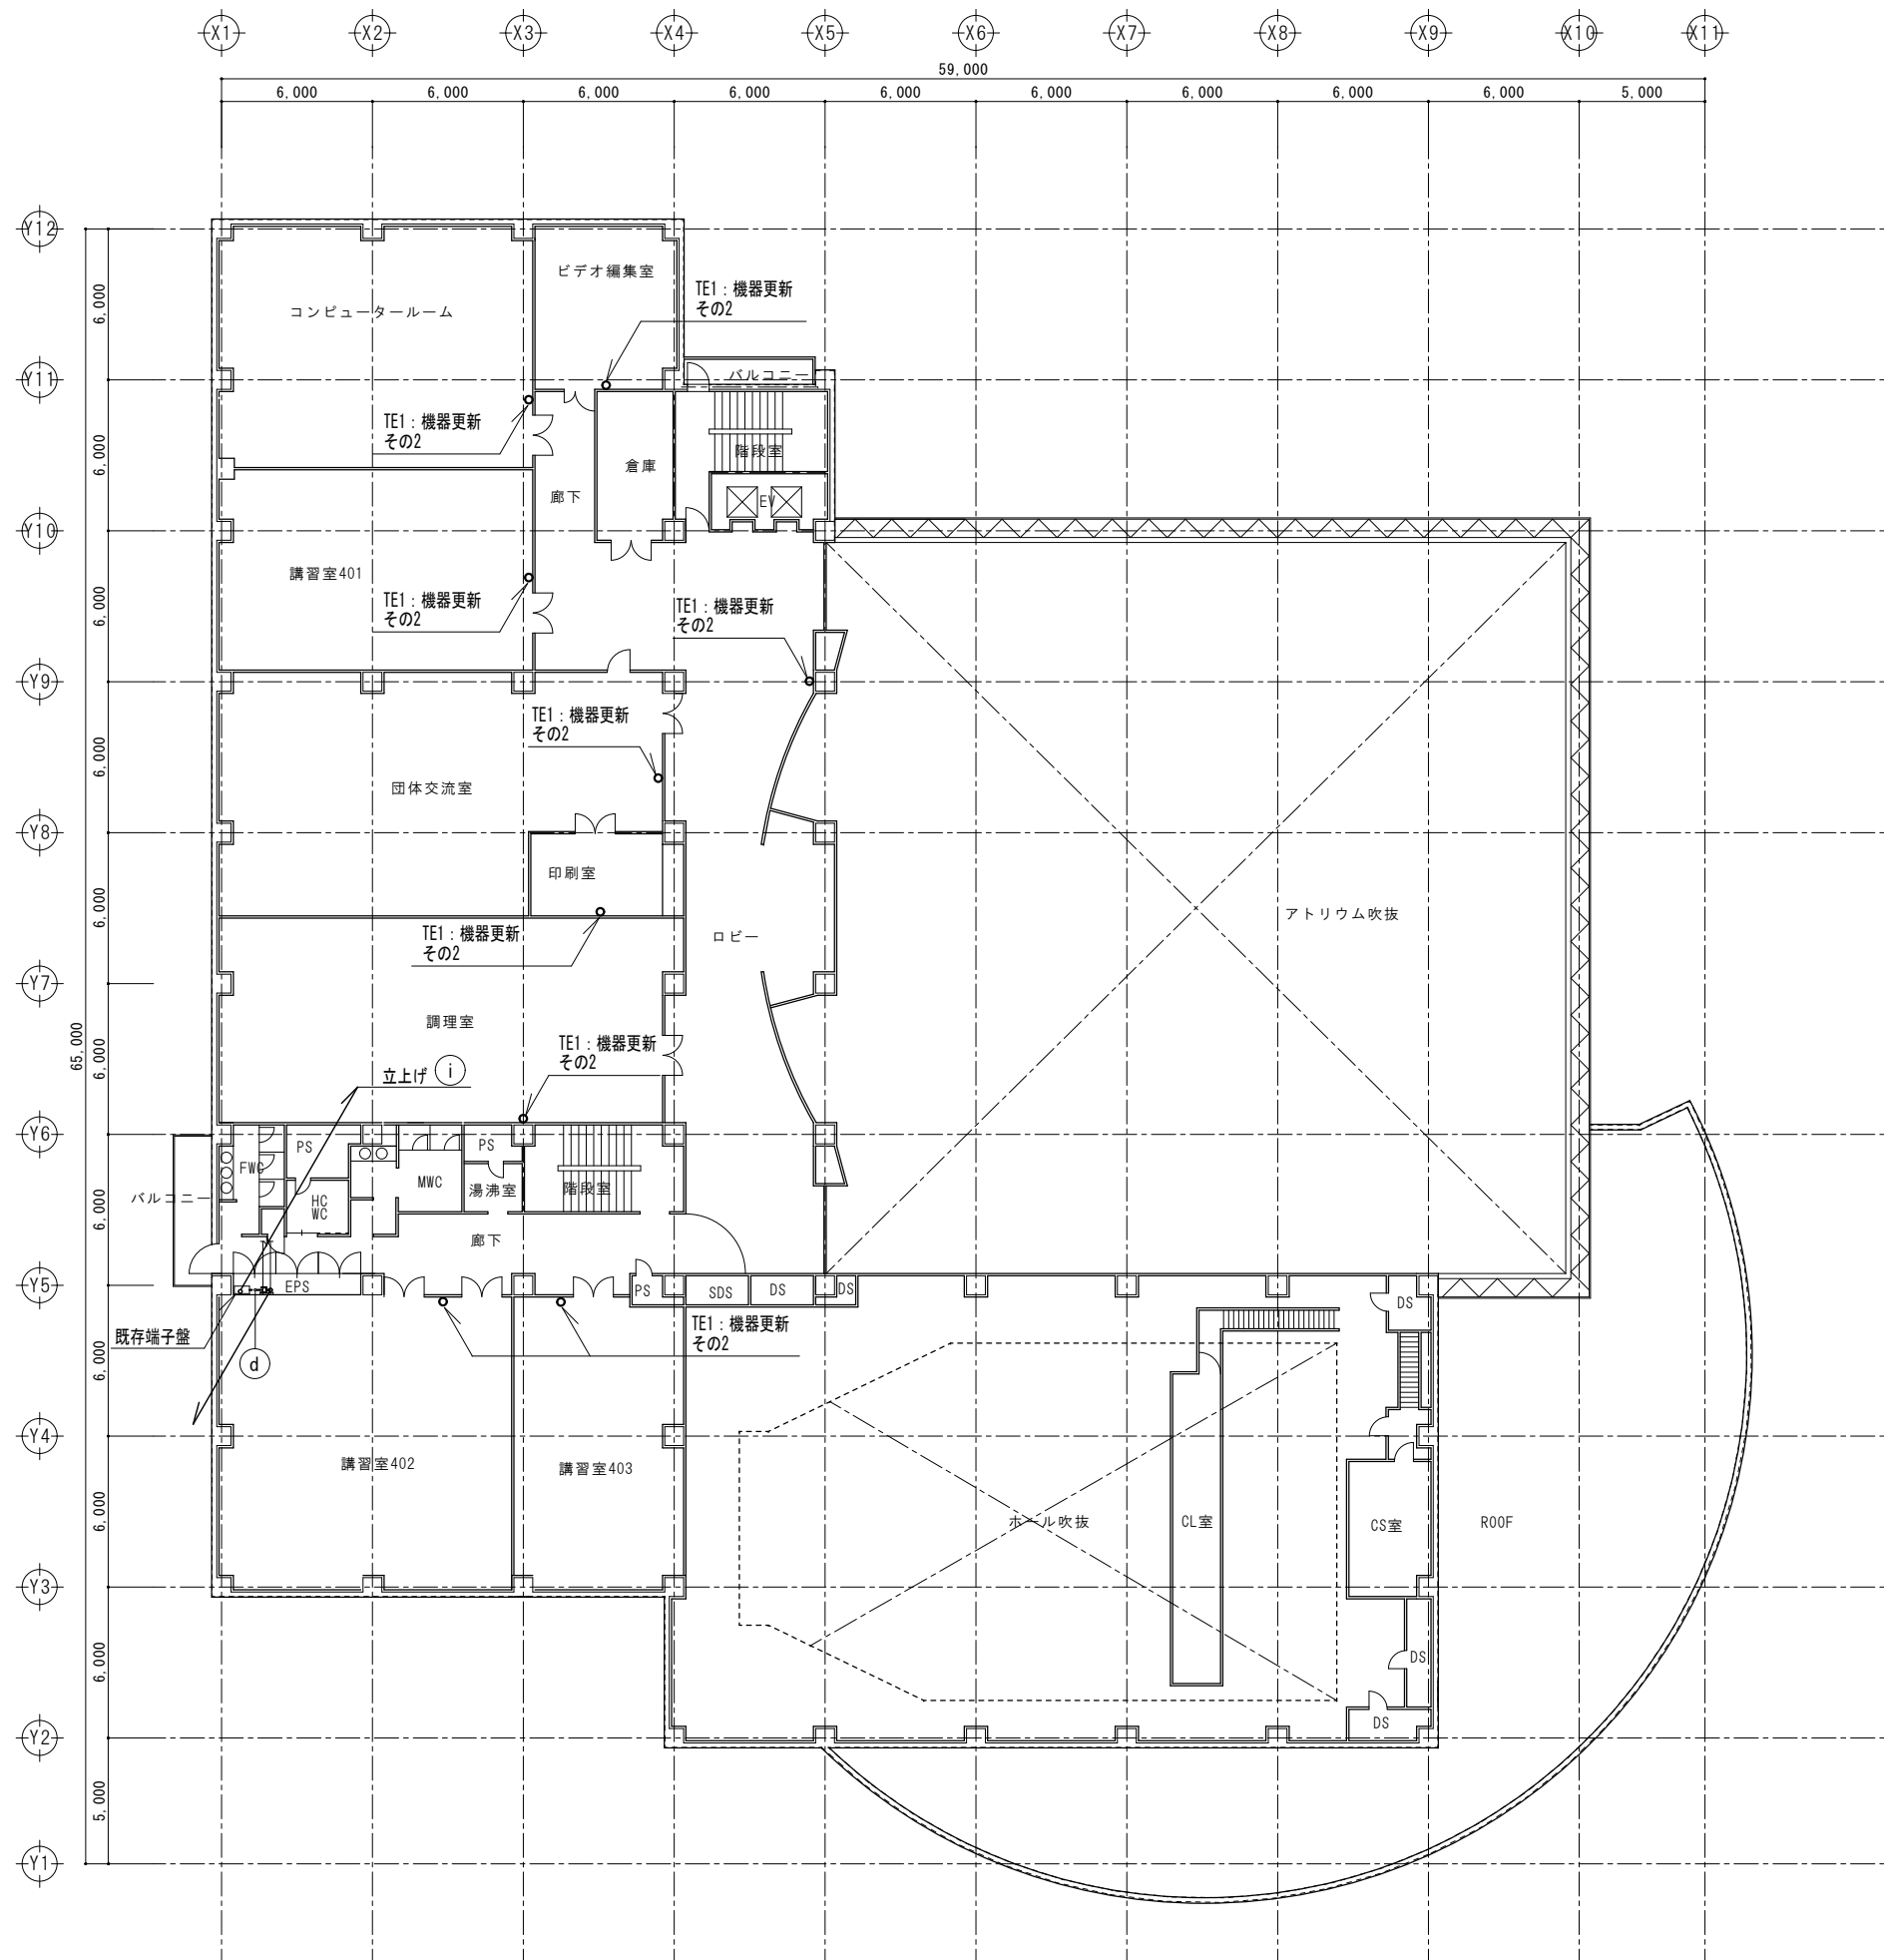 X1 X2 X3 X4 X5 X6 X7 X8 X9 X10 X11
59,000
6,000 6,000 6,000 6,000 6,000 6,000 6,000 6,000 6,000 5,000
Y12
Y11
Y10
Y9
Y8
Y7
Y6
Y5
Y4
Y3
Y2
Y1
65,000
6,000
6,000
6,000
6,000
6,000
6,000
6,000
6,000
6,000
6,000
5,000
ビデオ編集室
TE1：機器更新
その2
コンピュータールーム
バルコニー
TE1：機器更新
その2
階段室
倉庫
廊下
EV
講習室401
TE1：機器更新
その2
TE1：機器更新
その2
TE1：機器更新
その2
団体交流室
印刷室
アトリウム吹抜
TE1：機器更新
その2
ロビー
調理室
TE1：機器更新
その2
立上げ i
PS
PS
FWC
MWC
湯沸室
階段室
バルコニー
HC
WC
廊下
EPS
PS
SDS
DS
DS
DS
既存端子盤
d
TE1：機器更新
その2
講習室402
講習室403
ホール吹抜
CL室
CS室
ROOF
DS
DS